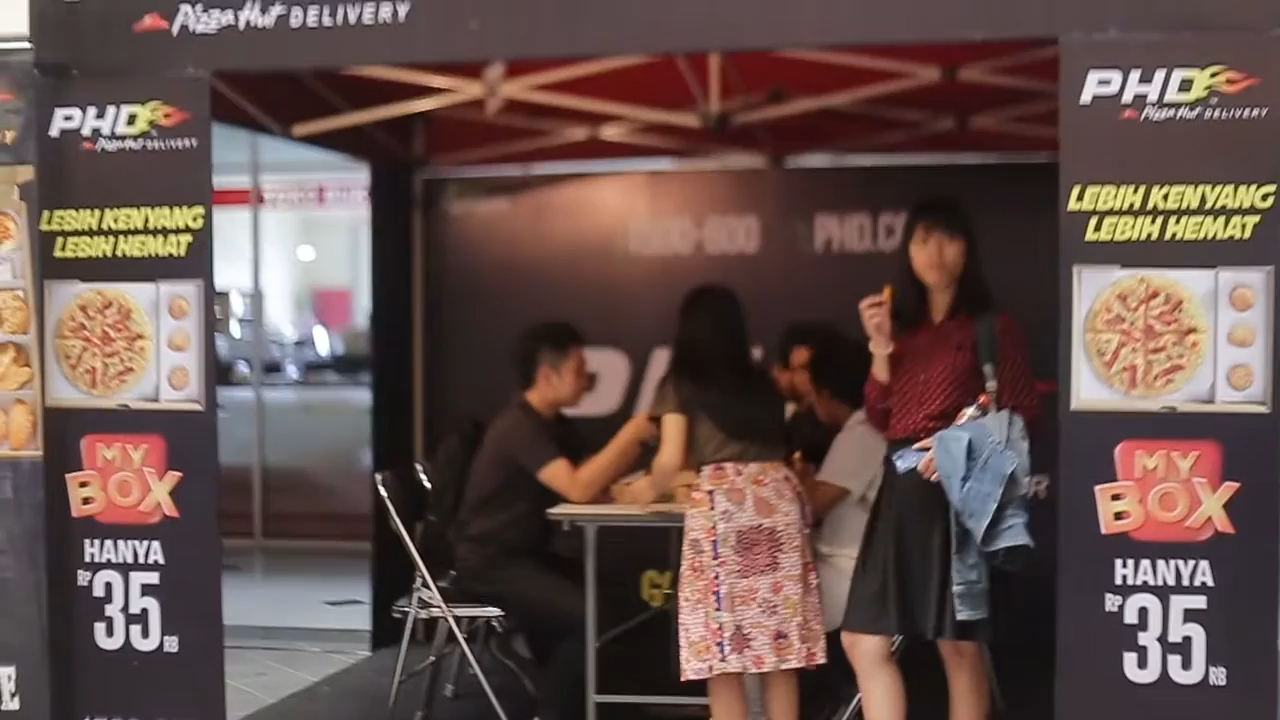 Pizza Hut DELIVERY
PHD
Pizza Hut DELIVERY
LEBIH KENYANG
LEBIH HEMAT
MY
BOX
HANYA
RP 35 RB
PHD
Pizza Hut DELIVERY
LEBIH KENYANG
LEBIH HEMAT
MY
BOX
HANYA
RP 35 RB